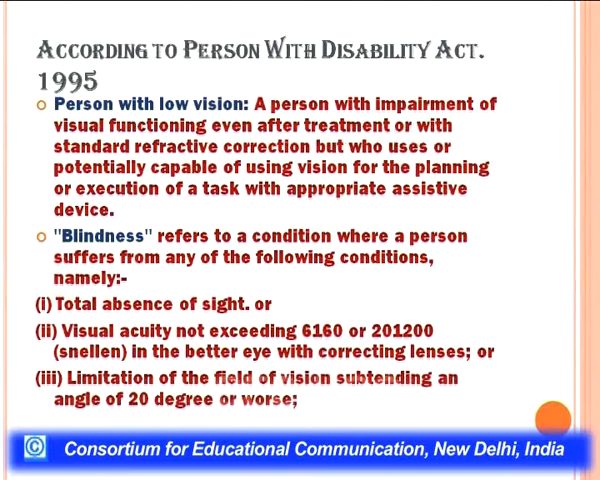 ACCORDING TO PERSON WITH DISABILITY ACT.
1995
Person with low vision: A person with impairment of
visual functioning even after treatment or with
standard refractive correction but who uses or
potentially capable of using vision for the planning
or execution of a task with appropriate assistive
device.
"Blindness" refers to a condition where a person
suffers from any of the following conditions,
namely:-
(i) Total absence of sight. or
(ii) Visual acuity not exceeding 6160 or 201200
(snellen) in the better eye with correcting lenses; or
(iii) Limitation of the field of vision subtending an
angle of 20 degree or worse;
© Consortium for Educational Communication, New Delhi, India